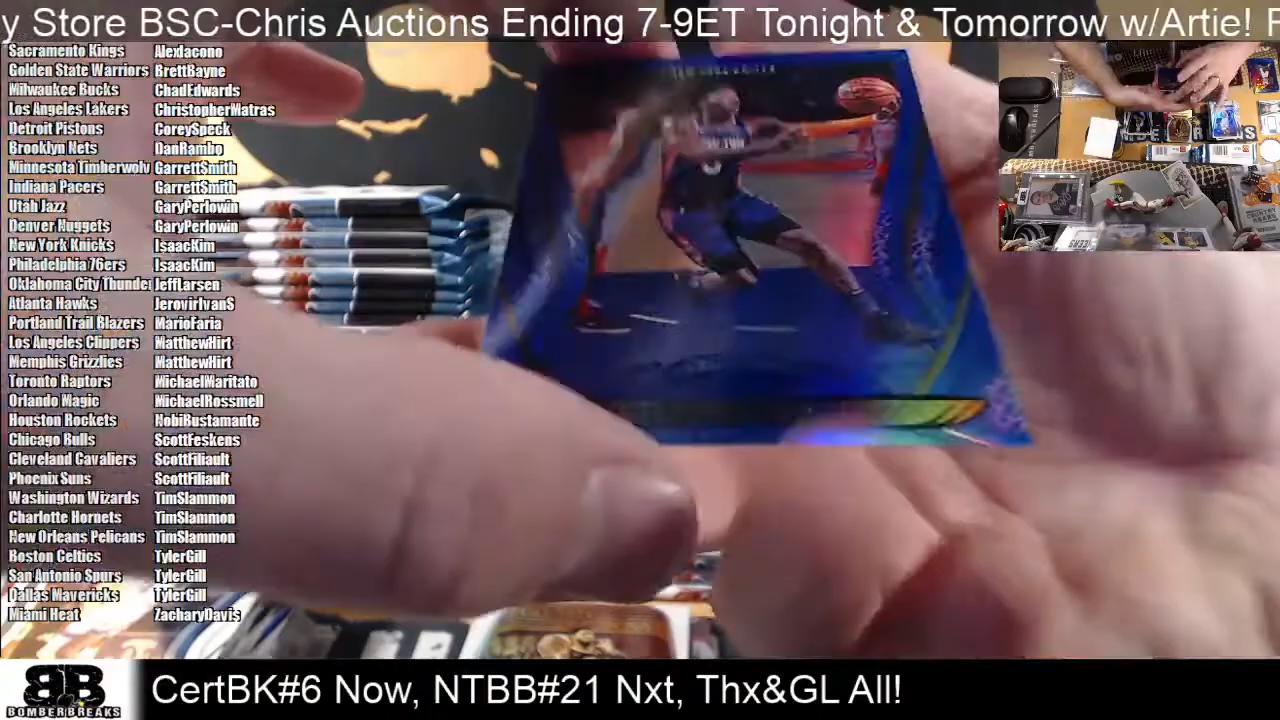 y Store BSC-Chris Auctions Ending 7-9ET Tonight & Tomorrow w/Artie! F
Sacramento Kings AlexIacono
Golden State Warriors BrettBayne
Milwaukee Bucks ChadEdwards
Los Angeles Lakers ChristopherMatras
Detroit Pistons CoreySpeck
Brooklyn Nets DanRambo
Minnesota Timberwolv GarrettSmith
Indiana Pacers GarrettSmith
Utah Jazz GaryPerlowin
Denver Nuggets GaryPerlowin
New York Knicks IsaacKim
Philadelphia 76ers IsaacKim
Oklahoma City Thunde JeffLarsen
Atlanta Hawks JerovirIvanS
Portland Trail Blazers MarioFaria
Los Angeles Clippers MatthewHirt
Memphis Grizzlies MatthewHirt
Toronto Raptors MichaelMaritato
Orlando Magic MichaelRossmell
Houston Rockets NobiBustamante
Chicago Bulls ScottFeskens
Cleveland Cavaliers ScottFiliault
Phoenix Suns ScottFiliault
Washington Wizards TimSlammon
Charlotte Hornets TimSlammon
New Orleans Pelicans TimSlammon
Boston Celtics TylerGill
San Antonio Spurs TylerGill
Dallas Mavericks TylerGill
Miami Heat ZacharyDavis
BB
BOMBERBREAKS
CertBK#6 Now, NTBB#21 Nxt, Thx&GL All!